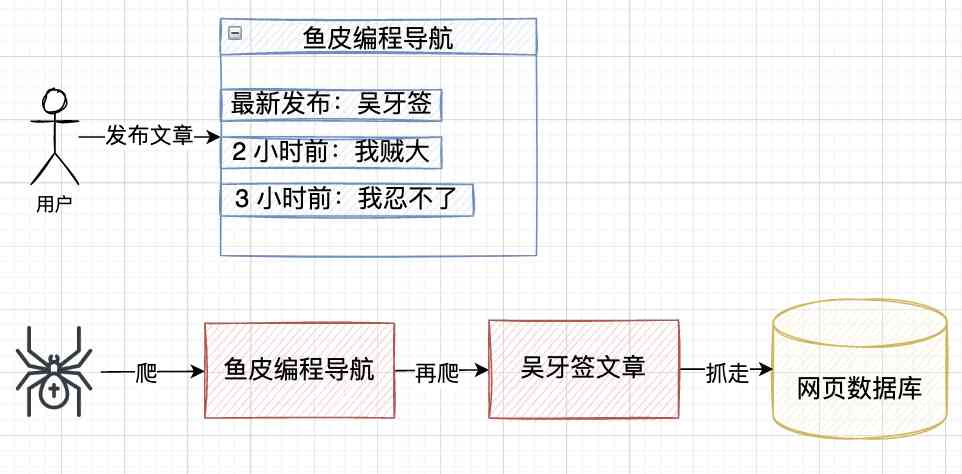 鱼皮编程导航
最新发布：吴牙签
发布文章
2 小时前：我贼大
3 小时前：我忍不了
用户
爬
鱼皮编程导航
再爬
吴牙签文章
抓走
网页数据库